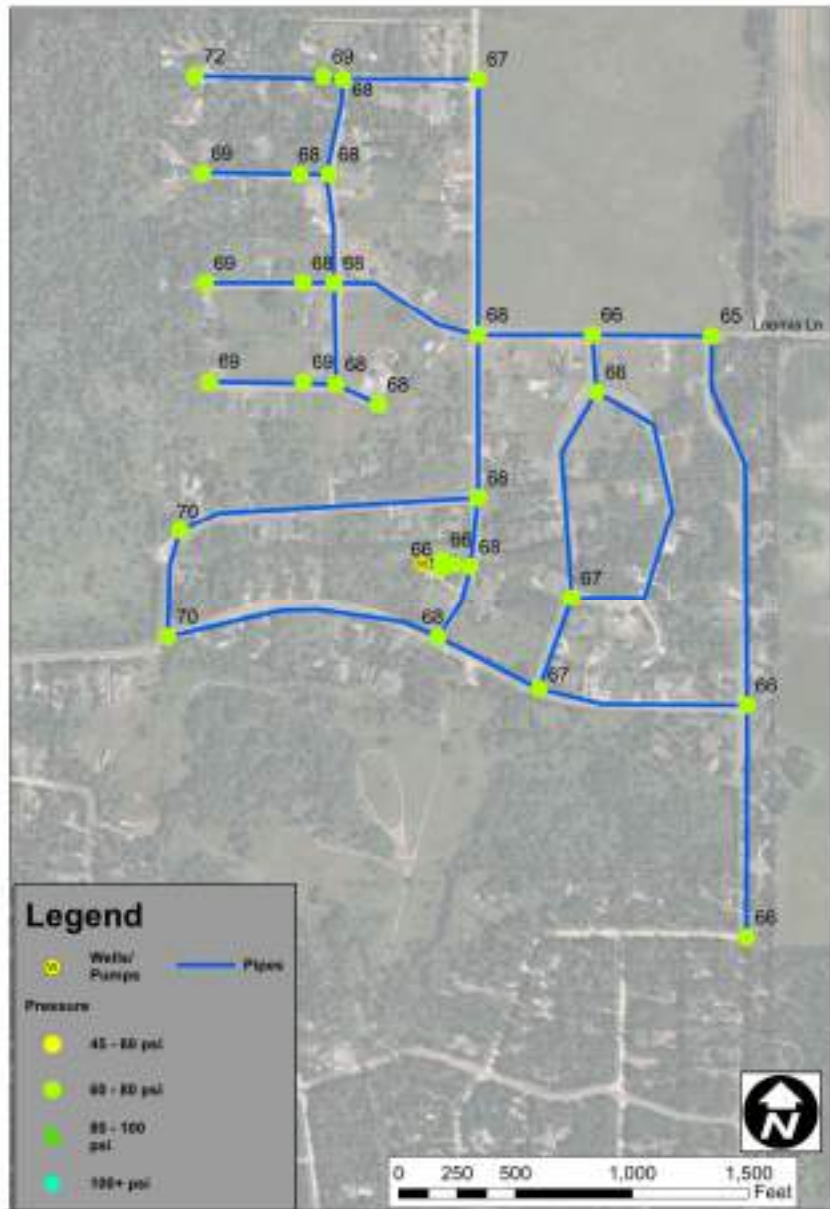 72 69 67
68
69 68 68
69 68 68
68 66 65
Loomis Ln
66
69 69 68
68
68
70
66 66 68
67
70 68
67
66
66
Legend
Wells/
Pumps
Pipes
Pressure
45 - 60 psi
60 - 80 psi
80 - 100
psi
100+ psi
N
0 250 500 1,000 1,500
Feet